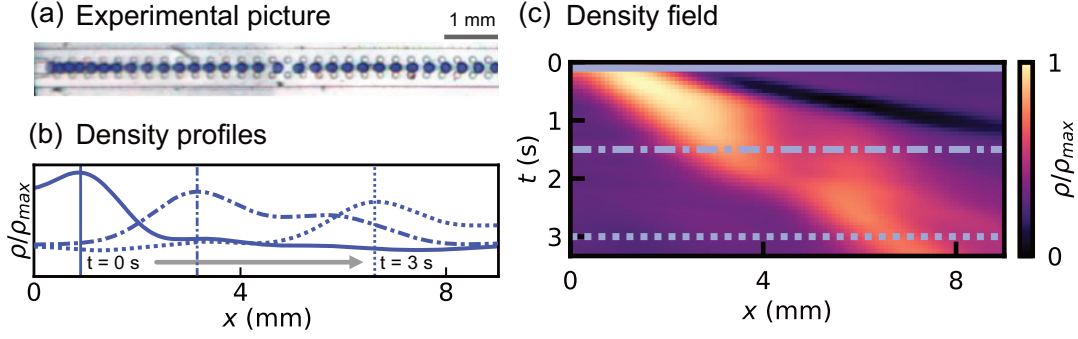 (a) Experimental picture
1 mm
(b) Density profiles
ρ/ρmax
t = 0 s
t = 3 s
0 4 8
x (mm)
(c) Density field
0
1
2
3
t (s)
0 4 8
x (mm)
1
0
ρ/ρmax